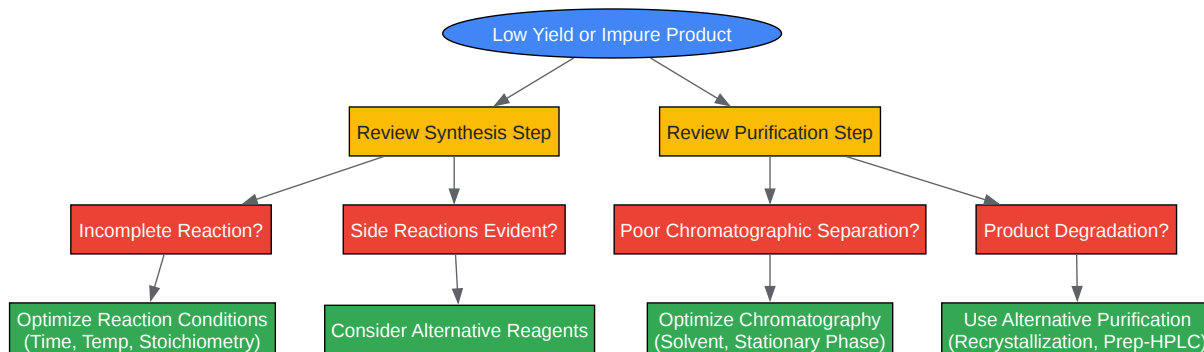 Low Yield or Impure Product
Review Synthesis Step
Review Purification Step
Incomplete Reaction?
Side Reactions Evident?
Poor Chromatographic Separation?
Product Degradation?
Optimize Reaction Conditions
(Time, Temp, Stoichiometry)
Consider Alternative Reagents
Optimize Chromatography
(Solvent, Stationary Phase)
Use Alternative Purification
(Recrystallization, Prep-HPLC)